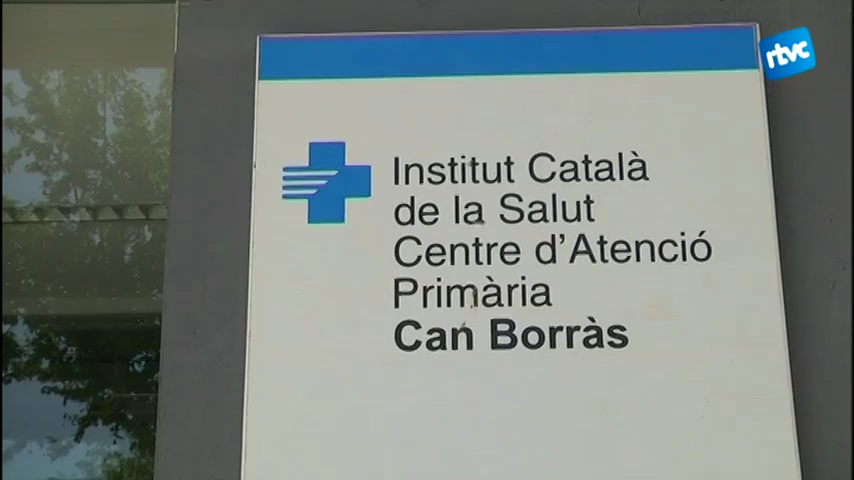 rtvc
Institut Català
de la Salut
Centre d'Atenció
Primària
Can Borràs